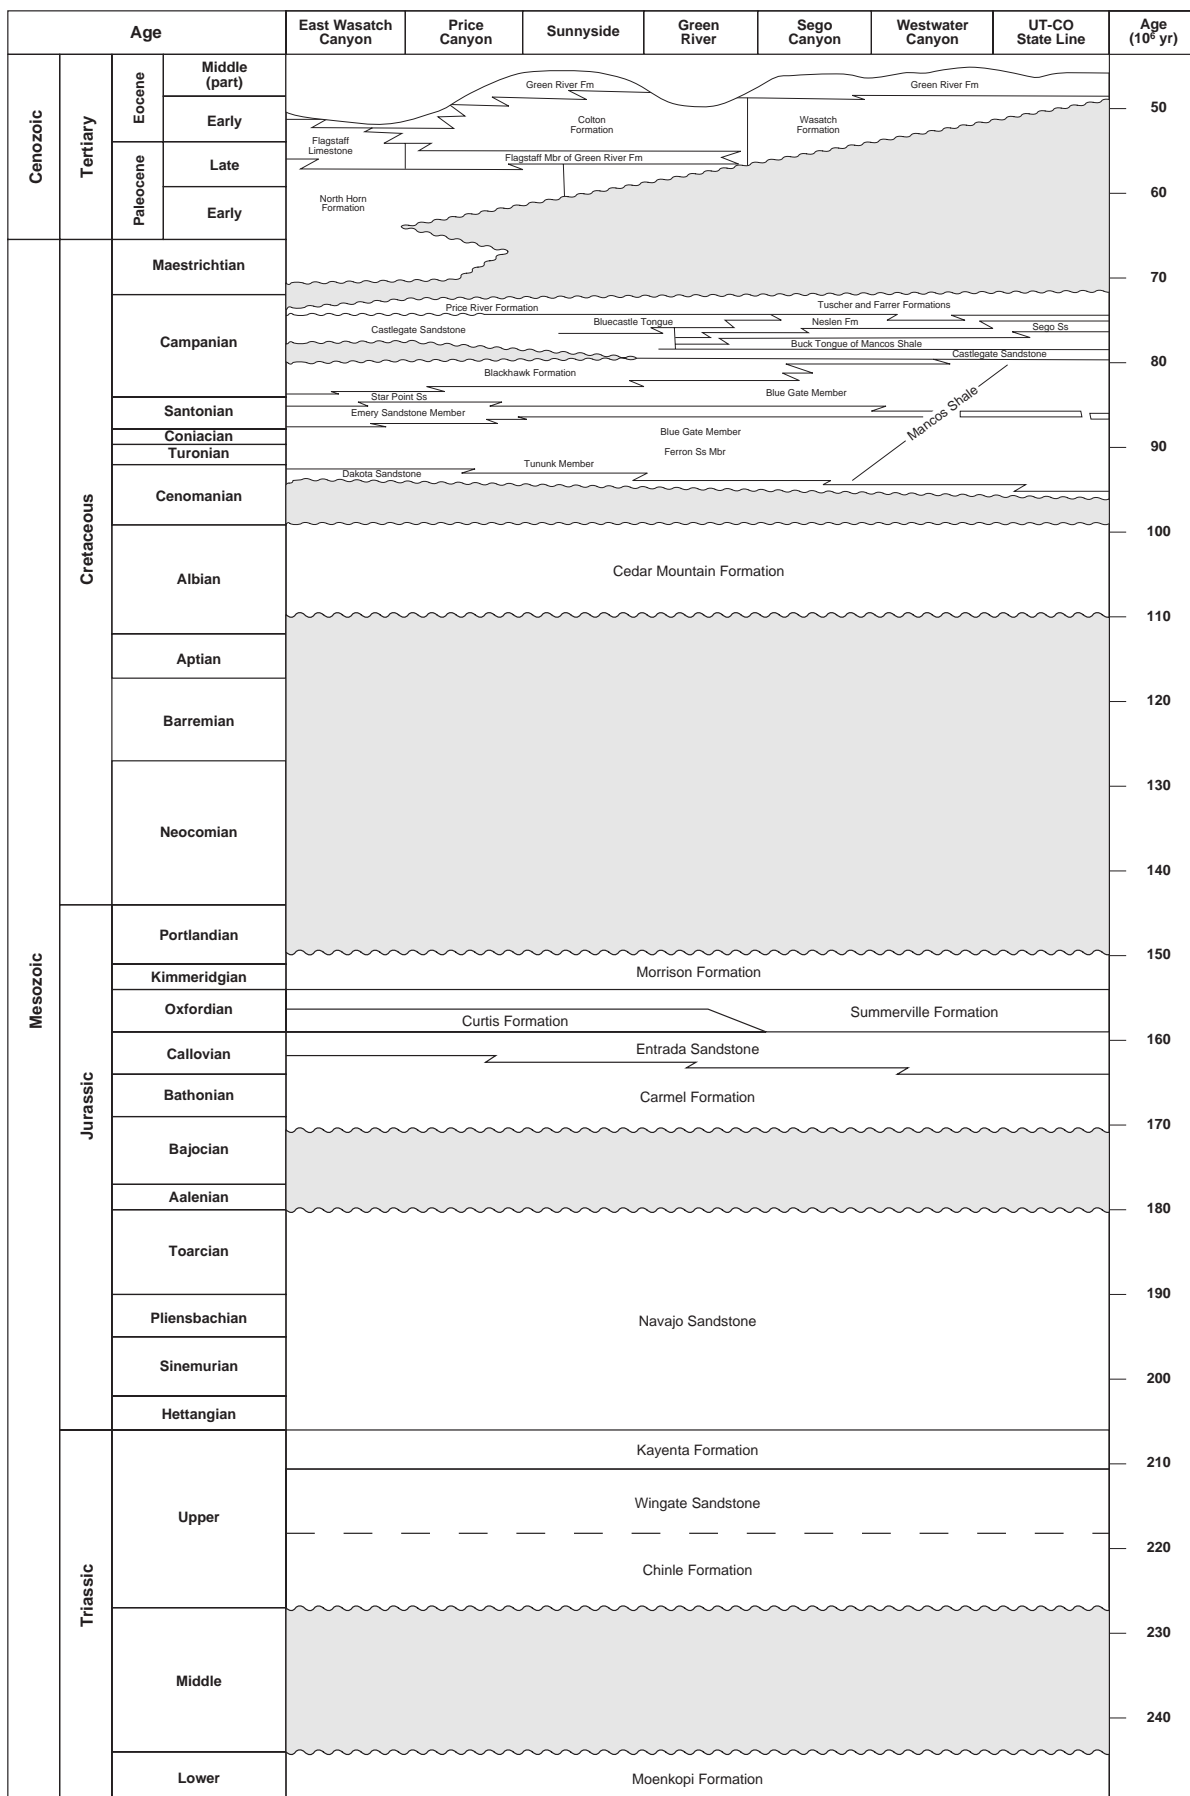 Age
East Wasatch
Canyon
Price
Canyon
Sunnyside
Green
River
Sego
Canyon
Westwater
Canyon
UT-CO
State Line
Age
(10⁶ yr)
Cenozoic
Tertiary
Eocene
Middle
(part)
Early
Paleocene
Late
Early
Mesozoic
Cretaceous
Maestrichtian
Campanian
Santonian
Coniacian
Turonian
Cenomanian
Albian
Aptian
Barremian
Neocomian
Jurassic
Portlandian
Kimmeridgian
Oxfordian
Callovian
Bathonian
Bajocian
Aalenian
Toarcian
Pliensbachian
Sinemurian
Hettangian
Triassic
Upper
Middle
Lower
Green River Fm
Green River Fm
Colton
Formation
Wasatch
Formation
Flagstaff
Limestone
Flagstaff Mbr of Green River Fm
North Horn
Formation
Price River Formation
Tuscher and Farrer Formations
Castlegate Sandstone
Bluecastle Tongue
Neslen Fm
Sego Ss
Buck Tongue of Mancos Shale
Castlegate Sandstone
Blackhawk Formation
Star Point Ss
Blue Gate Member
Emery Sandstone Member
Mancos Shale
Blue Gate Member
Ferron Ss Mbr
Tununk Member
Dakota Sandstone
Cedar Mountain Formation
Morrison Formation
Summerville Formation
Curtis Formation
Entrada Sandstone
Carmel Formation
Navajo Sandstone
Kayenta Formation
Wingate Sandstone
Chinle Formation
Moenkopi Formation
50
60
70
80
90
100
110
120
130
140
150
160
170
180
190
200
210
220
230
240